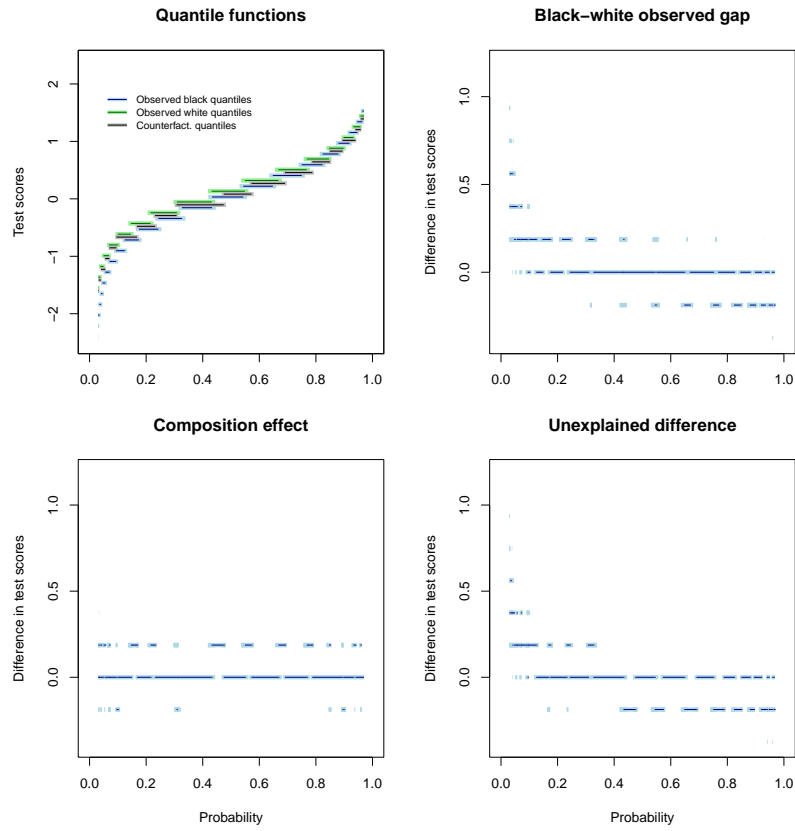 Quantile functions
Test scores
2
1
0
−1
−2
Observed black quantiles
Observed white quantiles
Counterfact. quantiles
0.0 0.2 0.4 0.6 0.8 1.0
Black−white observed gap
Difference in test scores
1.0
0.5
0.0
0.0 0.2 0.4 0.6 0.8 1.0
Composition effect
Difference in test scores
1.0
0.5
0.0
0.0 0.2 0.4 0.6 0.8 1.0
Probability
Unexplained difference
Difference in test scores
1.0
0.5
0.0
0.0 0.2 0.4 0.6 0.8 1.0
Probability